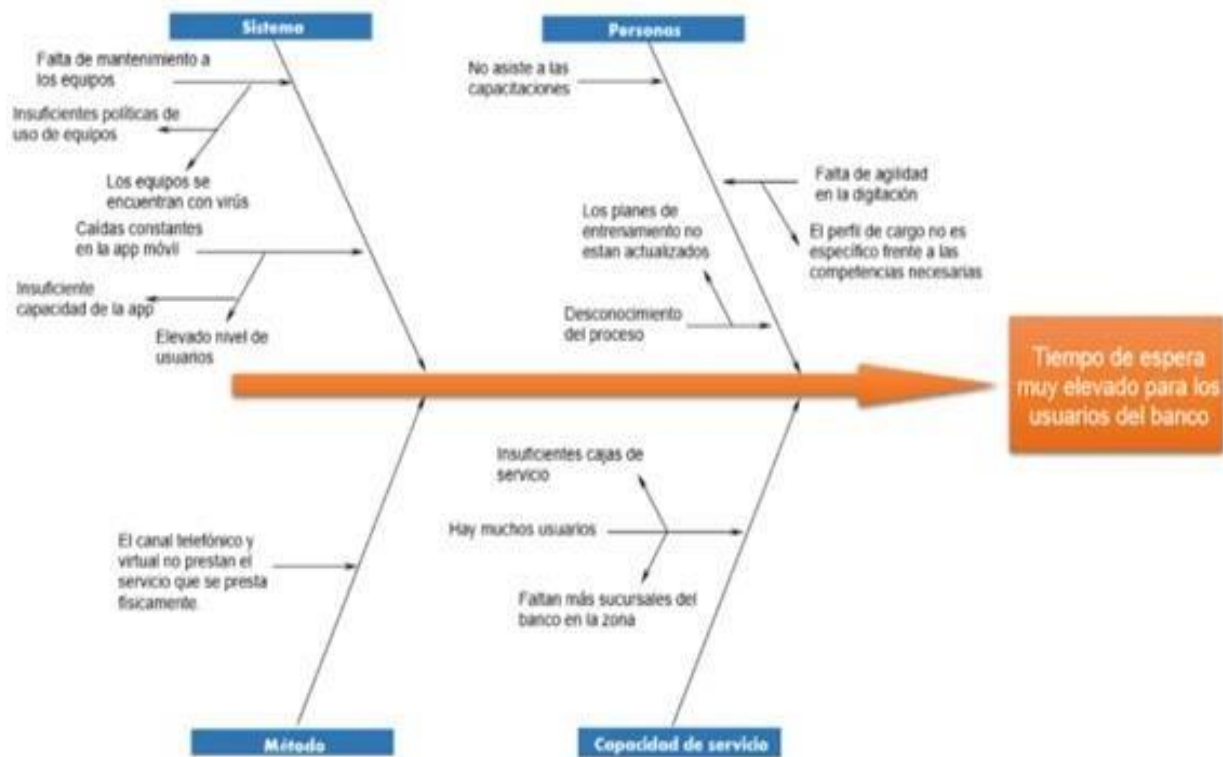 Sistema
Personas
Falta de mantenimiento a
los equipos
Insuficientes políticas de
uso de equipos
Los equipos se
encuentran con virús
Caídas constantes
en la app móvil
Insuficiente
capacidad de la app
Elevado nivel de
usuarios
No asiste a las
capacitaciones
Falta de agilidad
en la digitación
El perfil de cargo no es
específico frente a las
competencias necesarias
Los planes de
entrenamiento no
estan actualizados
Desconocimiento
del proceso
Tiempo de espera
muy elevado para los
usuarios del banco
El canal telefónico y
virtual no prestan el
servicio que se presta
físicamente.
Insuficientes cajas de
servicio
Hay muchos usuarios
Faltan más sucursales del
banco en la zona
Método
Capacidad de servicio